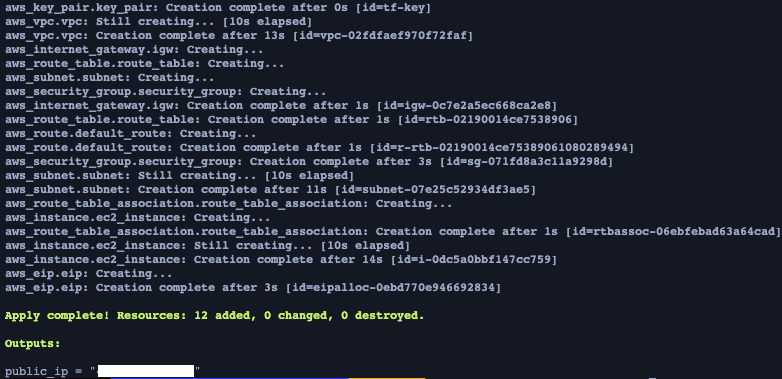 aws_key_pair.key_pair: Creation complete after 0s [id=tf-key]
aws_vpc.vpc: Still creating... [10s elapsed]
aws_vpc.vpc: Creation complete after 13s [id=vpc-02fdfaef970f72faf]
aws_internet_gateway.igw: Creating...
aws_route_table.route_table: Creating...
aws_subnet.subnet: Creating...
aws_security_group.security_group: Creating...
aws_internet_gateway.igw: Creation complete after 1s [id=igw-0c7e2a5ec668ca2e8]
aws_route_table.route_table: Creation complete after 1s [id=rtb-02190014ce7538906]
aws_route.default_route: Creating...
aws_route.default_route: Creation complete after 1s [id=r-rtb-02190014ce75389061080289494]
aws_security_group.security_group: Creation complete after 3s [id=sg-071fd8a3c11a9298d]
aws_subnet.subnet: Still creating... [10s elapsed]
aws_subnet.subnet: Creation complete after 11s [id=subnet-07e25c52934df3ae5]
aws_route_table_association.route_table_association: Creating...
aws_instance.ec2_instance: Creating...
aws_route_table_association.route_table_association: Creation complete after 1s [id=rtbassoc-06ebfebad63a64cad]
aws_instance.ec2_instance: Still creating... [10s elapsed]
aws_instance.ec2_instance: Creation complete after 14s [id=i-0dc5a0bbf147cc759]
aws_eip.eip: Creating...
aws_eip.eip: Creation complete after 3s [id=eipalloc-0ebd770e946692834]
Apply complete! Resources: 12 added, 0 changed, 0 destroyed.
Outputs:
public_ip = " "